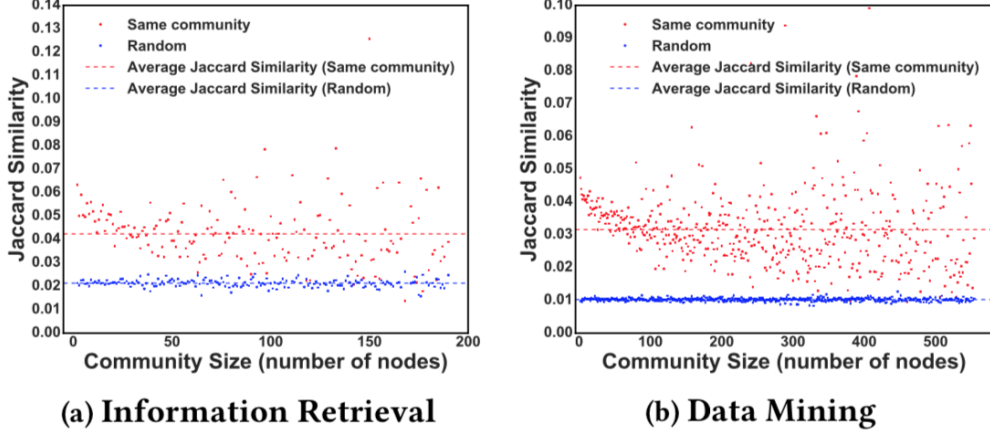 0.14
0.13
0.12
0.11
0.10
0.09
0.08
0.07
0.06
0.05
0.04
0.03
0.02
0.01
0.00
Jaccard Similarity
Same community
Random
Average Jaccard Similarity (Same community)
Average Jaccard Similarity (Random)
0 50 100 150 200
Community Size (number of nodes)
(a) Information Retrieval
0.10
0.09
0.08
0.07
0.06
0.05
0.04
0.03
0.02
0.01
0.00
Jaccard Similarity
Same community
Random
Average Jaccard Similarity (Same community)
Average Jaccard Similarity (Random)
0 100 200 300 400 500
Community Size (number of nodes)
(b) Data Mining